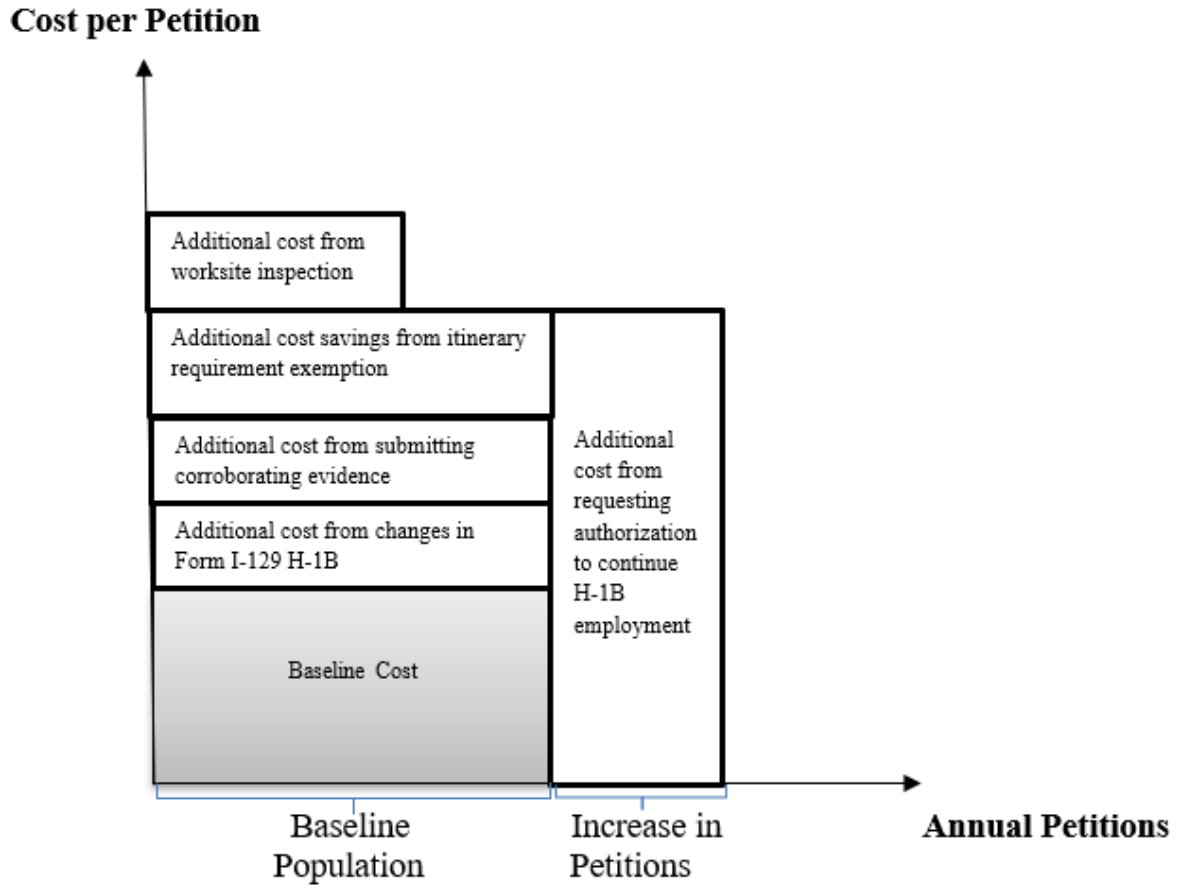 Cost per Petition
Additional cost from
worksite inspection
Additional cost savings from itinerary
requirement exemption
Additional cost from submitting
corroborating evidence
Additional cost from changes in
Form I-129 H-1B
Baseline Cost
Additional
cost from
requesting
authorization
to continue
H-1B
employment
Baseline
Population
Increase in
Petitions
Annual Petitions